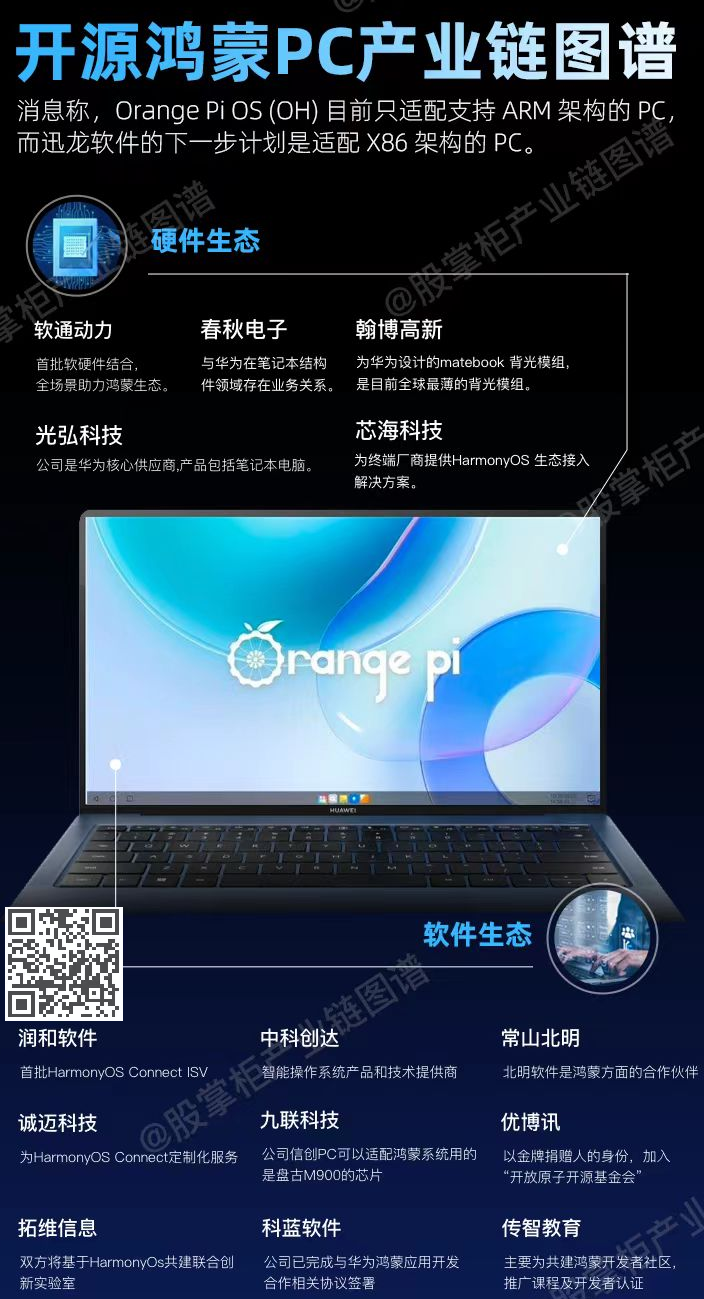 开源鸿蒙PC产业链图谱
消息称，Orange Pi OS (OH) 目前只适配支持 ARM 架构的 PC，
而迅龙软件的下一步计划是适配 X86 架构的 PC。
硬件生态
软通动力
首批软硬件结合，
全场景助力鸿蒙生态。
春秋电子
与华为在笔记本结构
件领域存在业务关系。
翰博高新
为华为设计的matebook 背光模组，
是目前全球最薄的背光模组。
光弘科技
公司是华为核心供应商,产品包括笔记本电脑。
芯海科技
为终端厂商提供HarmonyOS 生态接入
解决方案。
Orange pi
HUAWEI
软件生态
润和软件
首批HarmonyOS Connect ISV
中科创达
智能操作系统产品和技术提供商
常山北明
北明软件是鸿蒙方面的合作伙伴
诚迈科技
为HarmonyOS Connect定制化服务
九联科技
公司信创PC可以适配鸿蒙系统用的
是盘古M900的芯片
优博讯
以金牌捐赠人的身份，加入
“开放原子开源基金会”
拓维信息
双方将基于HarmonyOs共建联合创
新实验室
科蓝软件
公司已完成与华为鸿蒙应用开发
合作相关协议签署
传智教育
主要为共建鸿蒙开发者社区，
推广课程及开发者认证
@股掌柜产业链图谱
@股掌柜产业链图谱